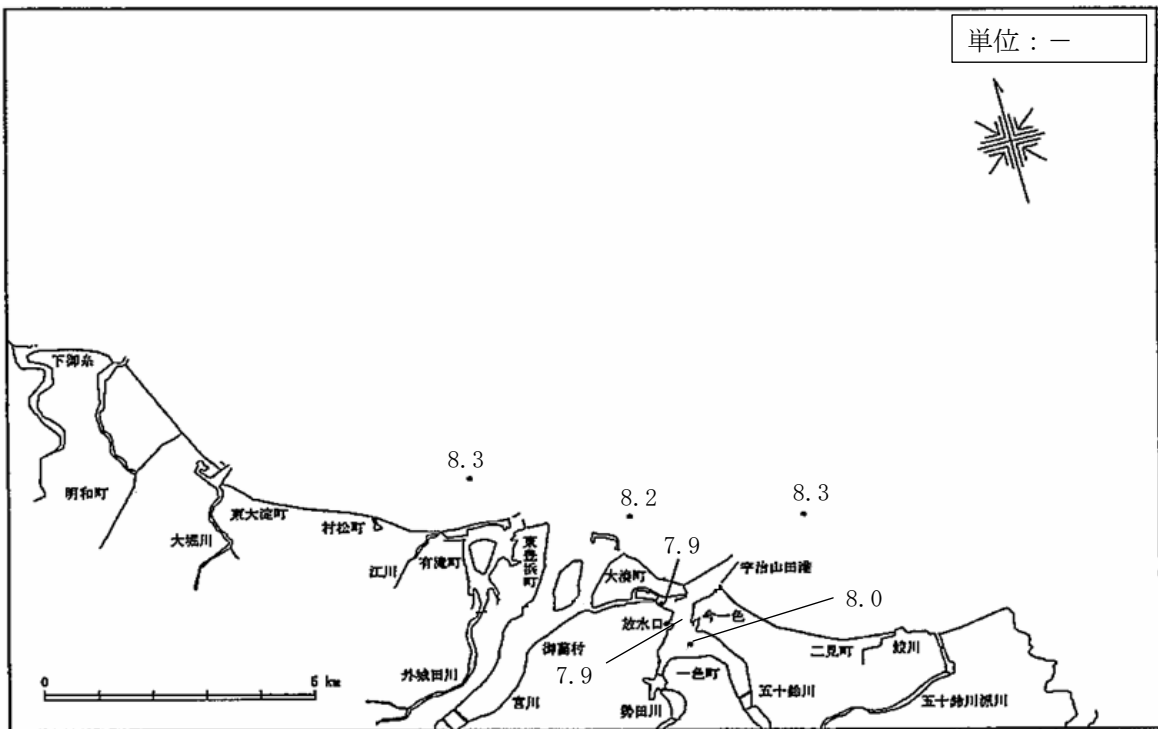 単位：－
下御糸
8.3
8.2
8.3
明和町
東大淀町
村松町
大堀川
江川
有滝町
東豊浜町
7.9
大湊町
宇治山田港
8.0
放水口
今一色
御薗村
二見町
鮫川
7.9
外城田川
一色町
宮川
五十鈴川
五十鈴川派川
勢田川
0
5 km